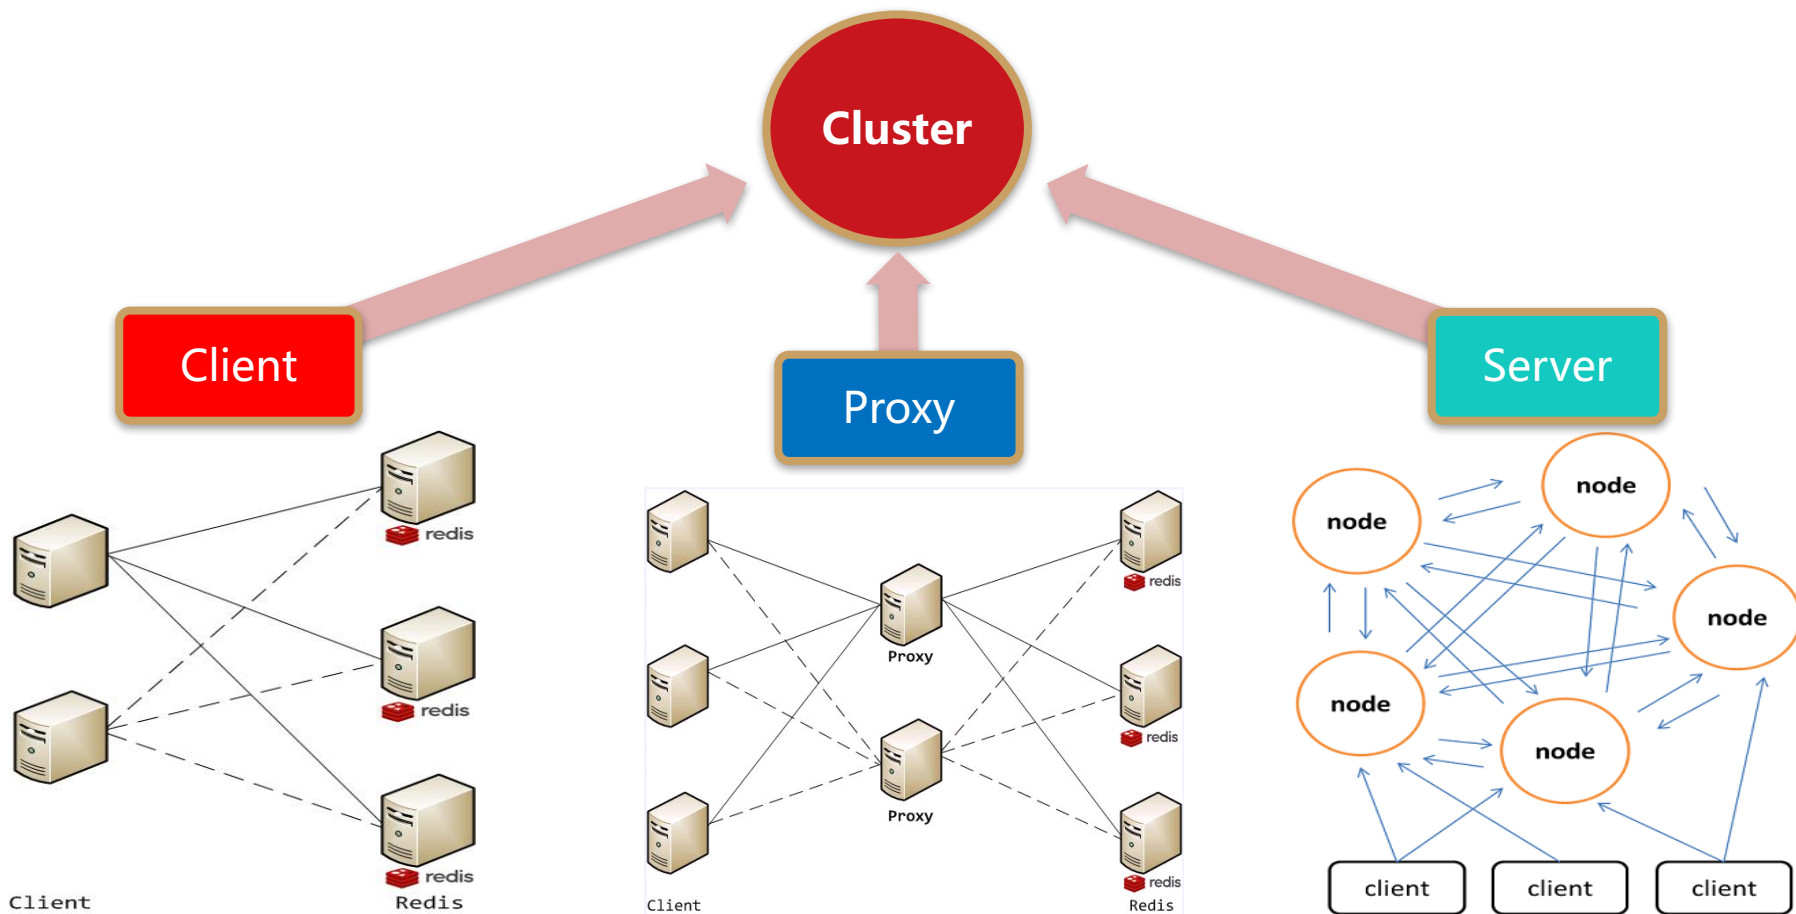 Cluster
Client
Proxy
Server
redis
redis
redis
Client
Redis
Proxy
Proxy
redis
redis
redis
Client
Redis
node
node
node
node
node
client
client
client